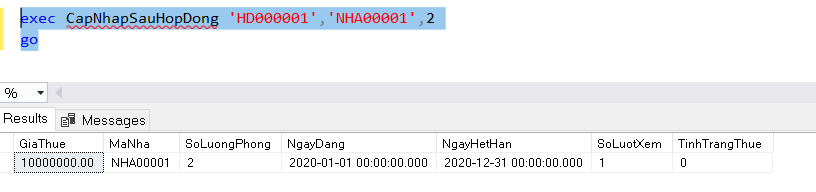 exec CapNhapSauHopDong 'HD000001','NHA00001',2
go
%
Results Messages
GiaThue MaNha SoLuongPhong NgayDang NgayHetHan SoLuotXem TinhTrangThue
10000000.00 NHA00001 2 2020-01-01 00:00:00.000 2020-12-31 00:00:00.000 1 0